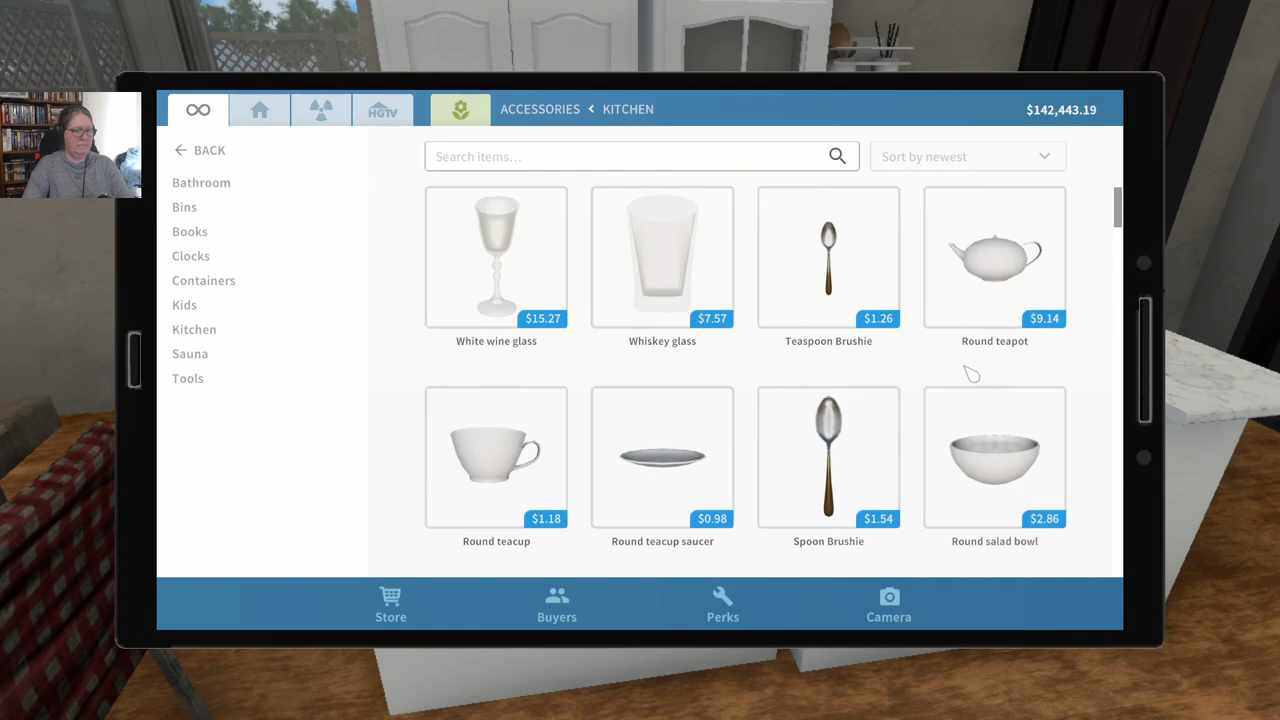 HGTV
ACCESSORIES < KITCHEN
$142,443.19
BACK
Bathroom
Bins
Books
Clocks
Containers
Kids
Kitchen
Sauna
Tools
Search items...
Sort by newest
$15.27
White wine glass
$7.57
Whiskey glass
$1.26
Teaspoon Brushie
$9.14
Round teapot
$1.18
Round teacup
$0.98
Round teacup saucer
$1.54
Spoon Brushie
$2.86
Round salad bowl
Store
Buyers
Perks
Camera